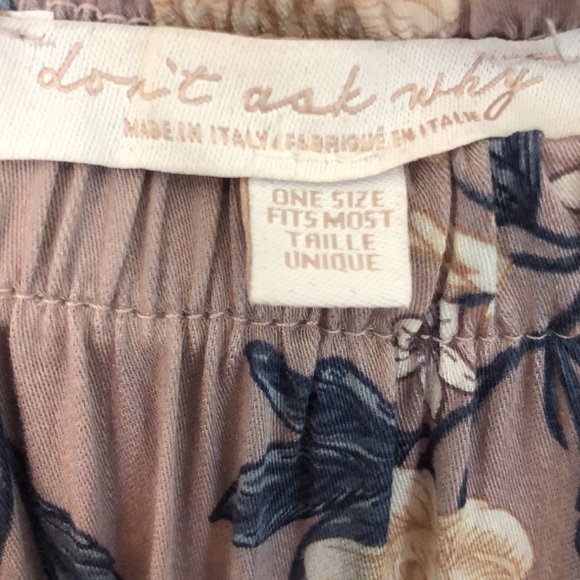 don't ask why
MADE IN ITALY / FABRIQUÉ EN ITALIE
ONE SIZE
FITS MOST
TAILLE
UNIQUE